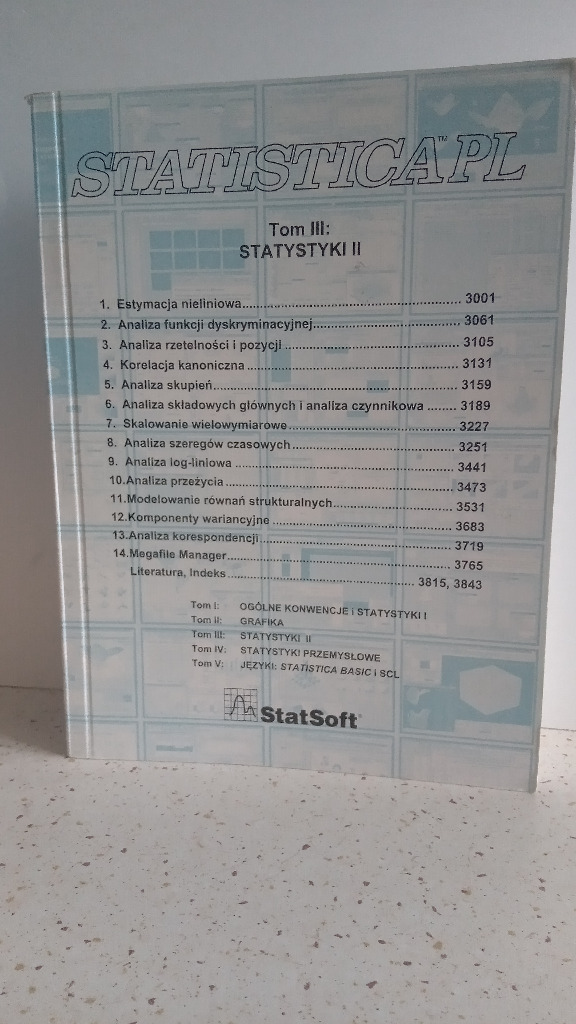 STATISTICA™ PL
Tom III:
STATYSTYKI II
1. Estymacja nieliniowa........................................................... 3001
2. Analiza funkcji dyskryminacyjnej........................................ 3061
3. Analiza rzetelności i pozycji ............................................... 3105
4. Korelacja kanoniczna.......................................................... 3131
5. Analiza skupień.................................................................. 3159
6. Analiza składowych głównych i analiza czynnikowa ........ 3189
7. Skalowanie wielowymiarowe............................................. 3227
8. Analiza szeregów czasowych ............................................ 3251
9. Analiza log-liniowa ............................................................ 3441
10.Analiza przeżycia .............................................................. 3473
11.Modelowanie równań strukturalnych................................. 3531
12.Komponenty wariancyjne .................................................. 3683
13.Analiza korespondencji ..................................................... 3719
14.Megafile Manager.............................................................. 3765
Literatura, Indeks................................................... 3815, 3843
Tom I: OGÓLNE KONWENCJE i STATYSTYKI I
Tom II: GRAFIKA
Tom III: STATYSTYKI II
Tom IV: STATYSTYKI PRZEMYSŁOWE
Tom V: JĘZYKI: STATISTICA BASIC i SCL
StatSoft